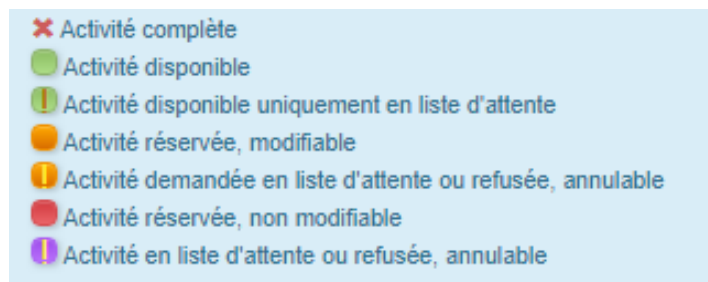 Activité complète
Activité disponible
Activité disponible uniquement en liste d'attente
Activité réservée, modifiable
Activité demandée en liste d'attente ou refusée, annulable
Activité réservée, non modifiable
Activité en liste d'attente ou refusée, annulable